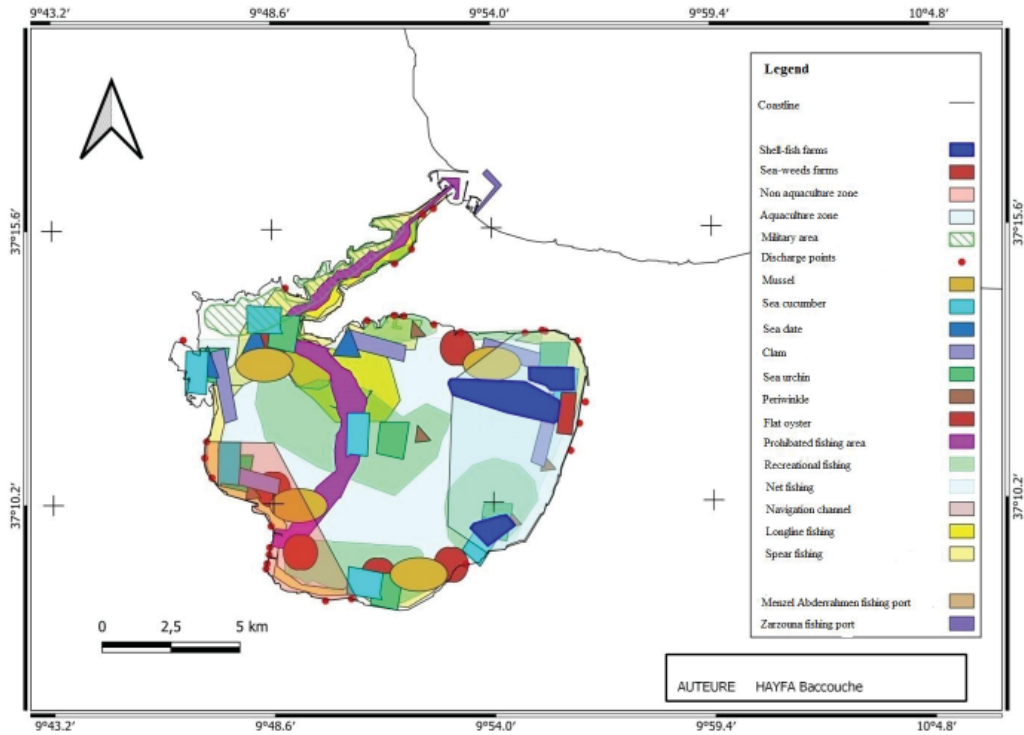 9°43.2'
9°48.6'
9°54.0'
9°59.4'
10°4.8'
Legend
Coastline
Shell-fish farms
Sea-weeds farms
Non aquaculture zone
Aquaculture zone
Military area
Discharge points
Mussel
Sea cucumber
Sea date
Clam
Sea urchin
Periwinkle
Flat oyster
Prohibated fishing area
Recreational fishing
Net fishing
Navigation channel
Longline fishing
Spear fishing
Menzel Abderrahmen fishing port
Zarzouna fishing port
37°15.6'
37°15.6'
37°10.2'
37°10.2'
0 2,5 5 km
AUTEURE HAYFA Baccouche
9°43.2'
9°48.6'
9°54.0'
9°59.4'
10°4.8'